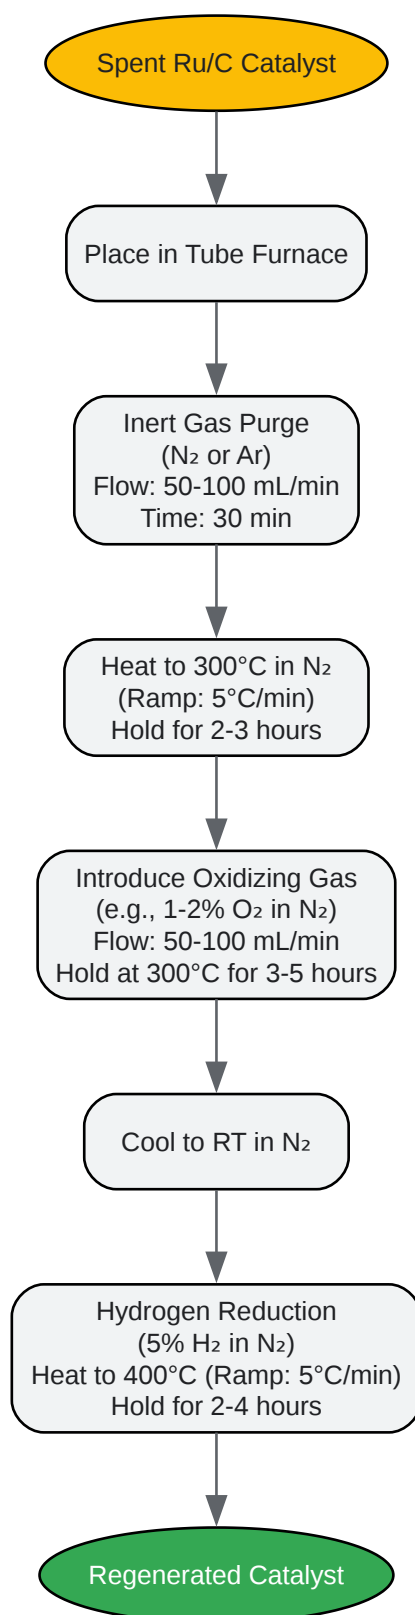 Spent Ru/C Catalyst
Place in Tube Furnace
Inert Gas Purge
(N₂ or Ar)
Flow: 50-100 mL/min
Time: 30 min
Heat to 300°C in N₂
(Ramp: 5°C/min)
Hold for 2-3 hours
Introduce Oxidizing Gas
(e.g., 1-2% O₂ in N₂)
Flow: 50-100 mL/min
Hold at 300°C for 3-5 hours
Cool to RT in N₂
Hydrogen Reduction
(5% H₂ in N₂)
Heat to 400°C (Ramp: 5°C/min)
Hold for 2-4 hours
Regenerated Catalyst